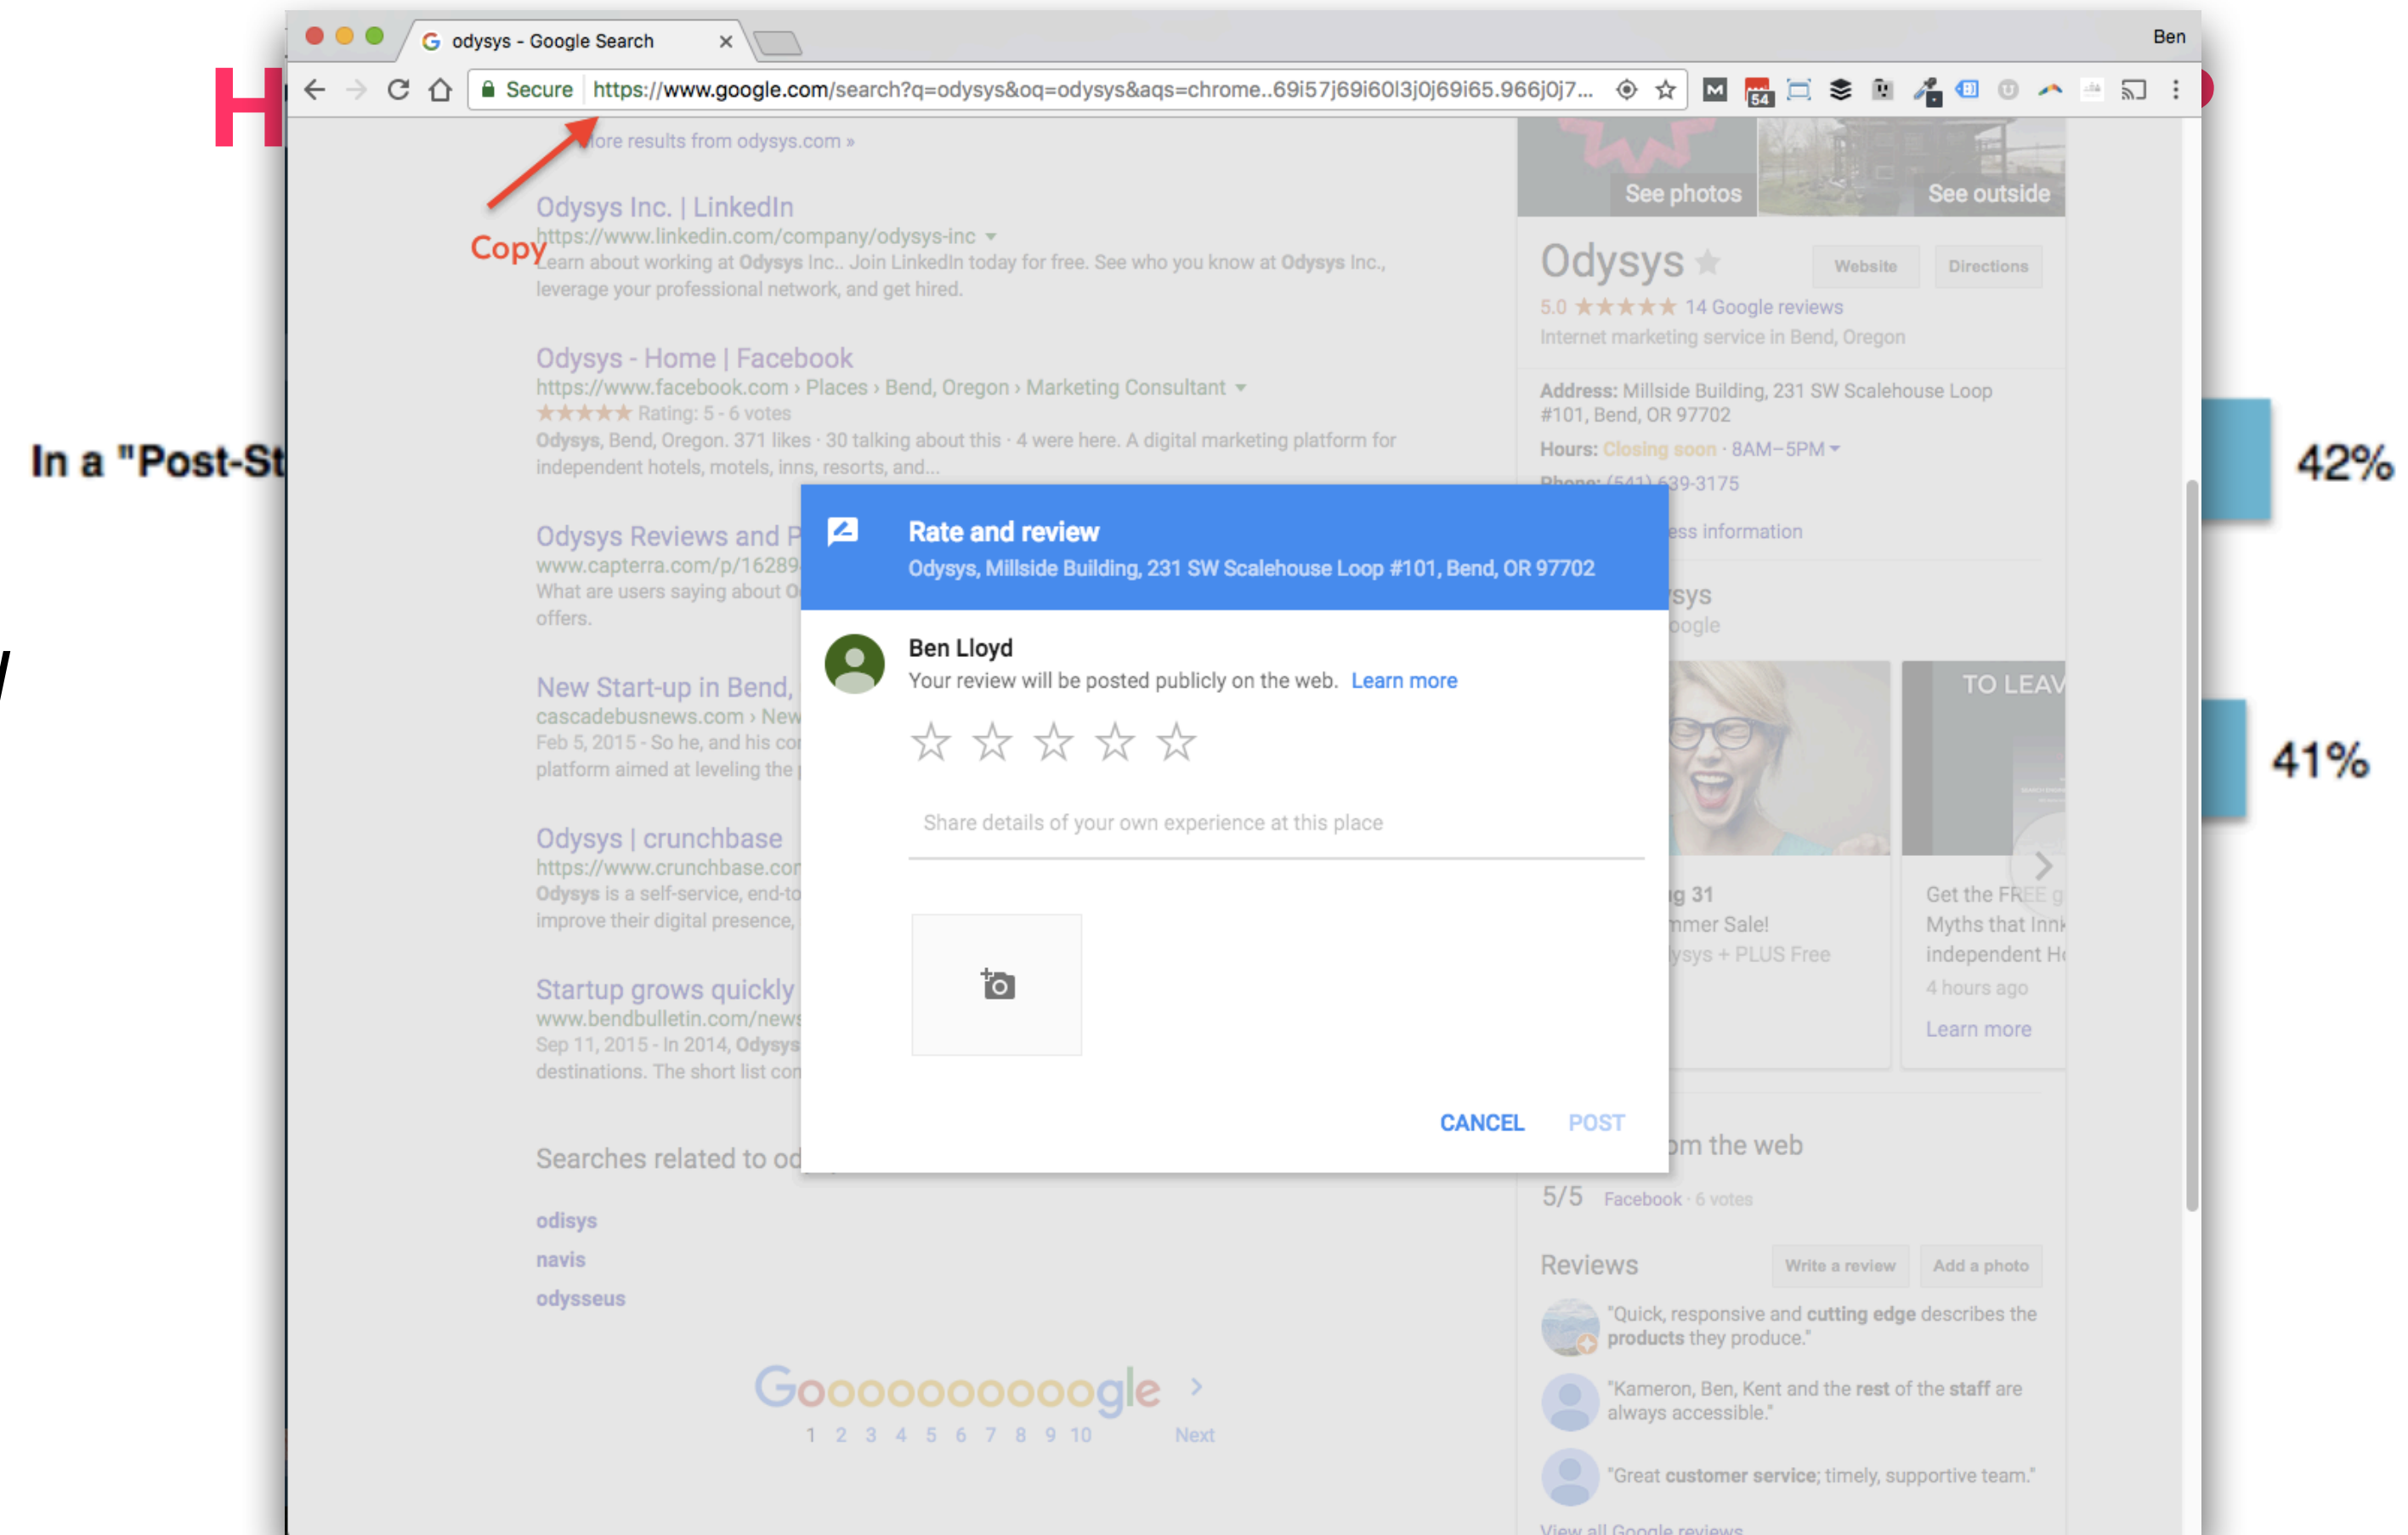 odysys - Google Search
Ben
Secure
https://www.google.com/search?q=odysys&oq=odysys&aqs=chrome..69i57j69i60l3j0j69i65.966j0j7...
54
H
Copy
In a "Post-St
42%
41%
More results from odysys.com »
Odysys Inc. | LinkedIn
https://www.linkedin.com/company/odysys-inc
Learn about working at Odysys Inc.. Join LinkedIn today for free. See who you know at Odysys Inc.,
leverage your professional network, and get hired.
Odysys - Home | Facebook
https://www.facebook.com › Places › Bend, Oregon › Marketing Consultant
Rating: 5 - 6 votes
Odysys, Bend, Oregon. 371 likes · 30 talking about this · 4 were here. A digital marketing platform for
independent hotels, motels, inns, resorts, and...
Odysys Reviews and P
www.capterra.com/p/16289
What are users saying about O
offers.
New Start-up in Bend,
cascadebusnews.com › New
Feb 5, 2015 - So he, and his cor
platform aimed at leveling the
Odysys | crunchbase
https://www.crunchbase.cor
Odysys is a self-service, end-to
improve their digital presence,
Startup grows quickly
www.bendbulletin.com/news
Sep 11, 2015 - In 2014, Odysys
destinations. The short list con
Searches related to od
odisys
navis
odysseus
Goooooooooogle
1 2 3 4 5 6 7 8 9 10 Next
Rate and review
Odysys, Millside Building, 231 SW Scalehouse Loop #101, Bend, OR 97702
Ben Lloyd
Your review will be posted publicly on the web. Learn more
Share details of your own experience at this place
CANCEL POST
See photos
See outside
Odysys
Website
Directions
5.0 14 Google reviews
Internet marketing service in Bend, Oregon
Address: Millside Building, 231 SW Scalehouse Loop
#101, Bend, OR 97702
Hours: Closing soon · 8AM–5PM
Phone: (541) 639-3175
ess information
sys
oogle
TO LEAV
ug 31
mmer Sale!
ysys + PLUS Free
Get the FREE g
Myths that Innk
independent Ho
4 hours ago
Learn more
om the web
5/5 Facebook · 6 votes
Reviews
Write a review
Add a photo
"Quick, responsive and cutting edge describes the
products they produce."
"Kameron, Ben, Kent and the rest of the staff are
always accessible."
"Great customer service; timely, supportive team."
View all Google reviews